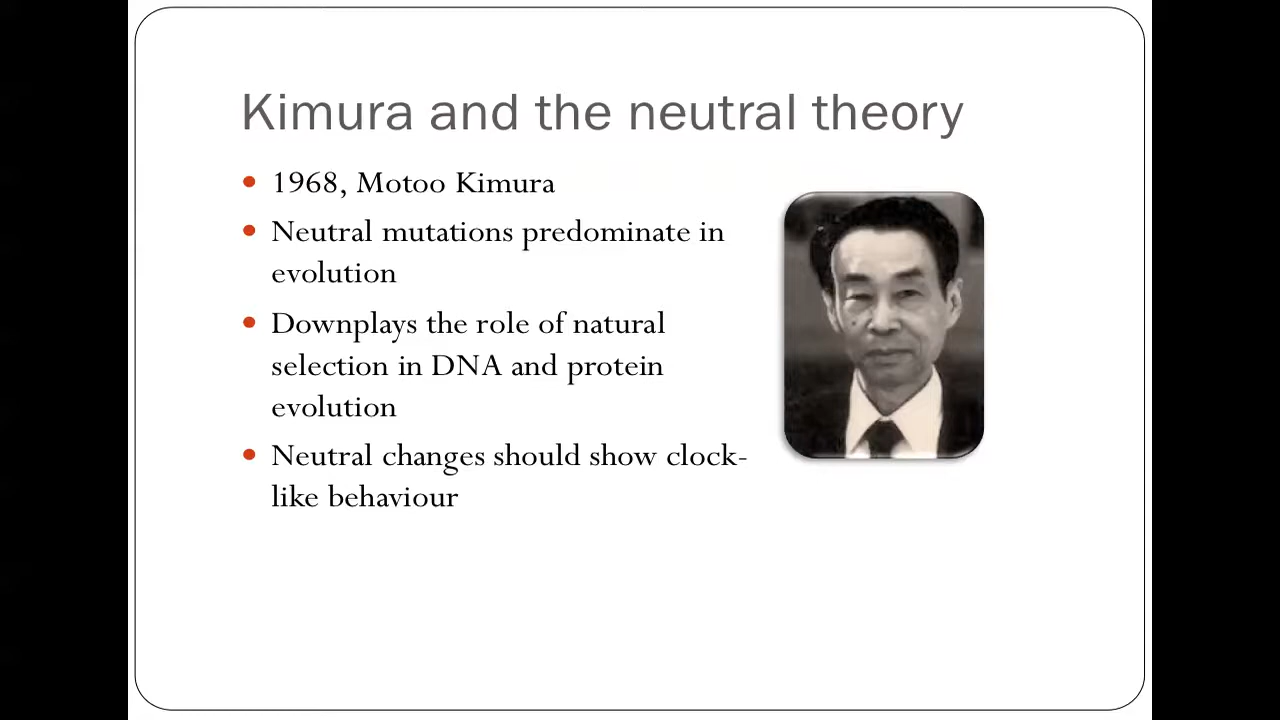 Kimura and the neutral theory
• 1968, Motoo Kimura
• Neutral mutations predominate in
evolution
• Downplays the role of natural
selection in DNA and protein
evolution
• Neutral changes should show clock-
like behaviour